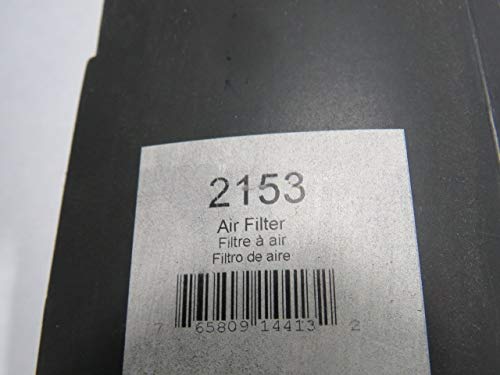 2153
Air Filter
Filtre à air
Filtro de aire
7 65809 14413 2